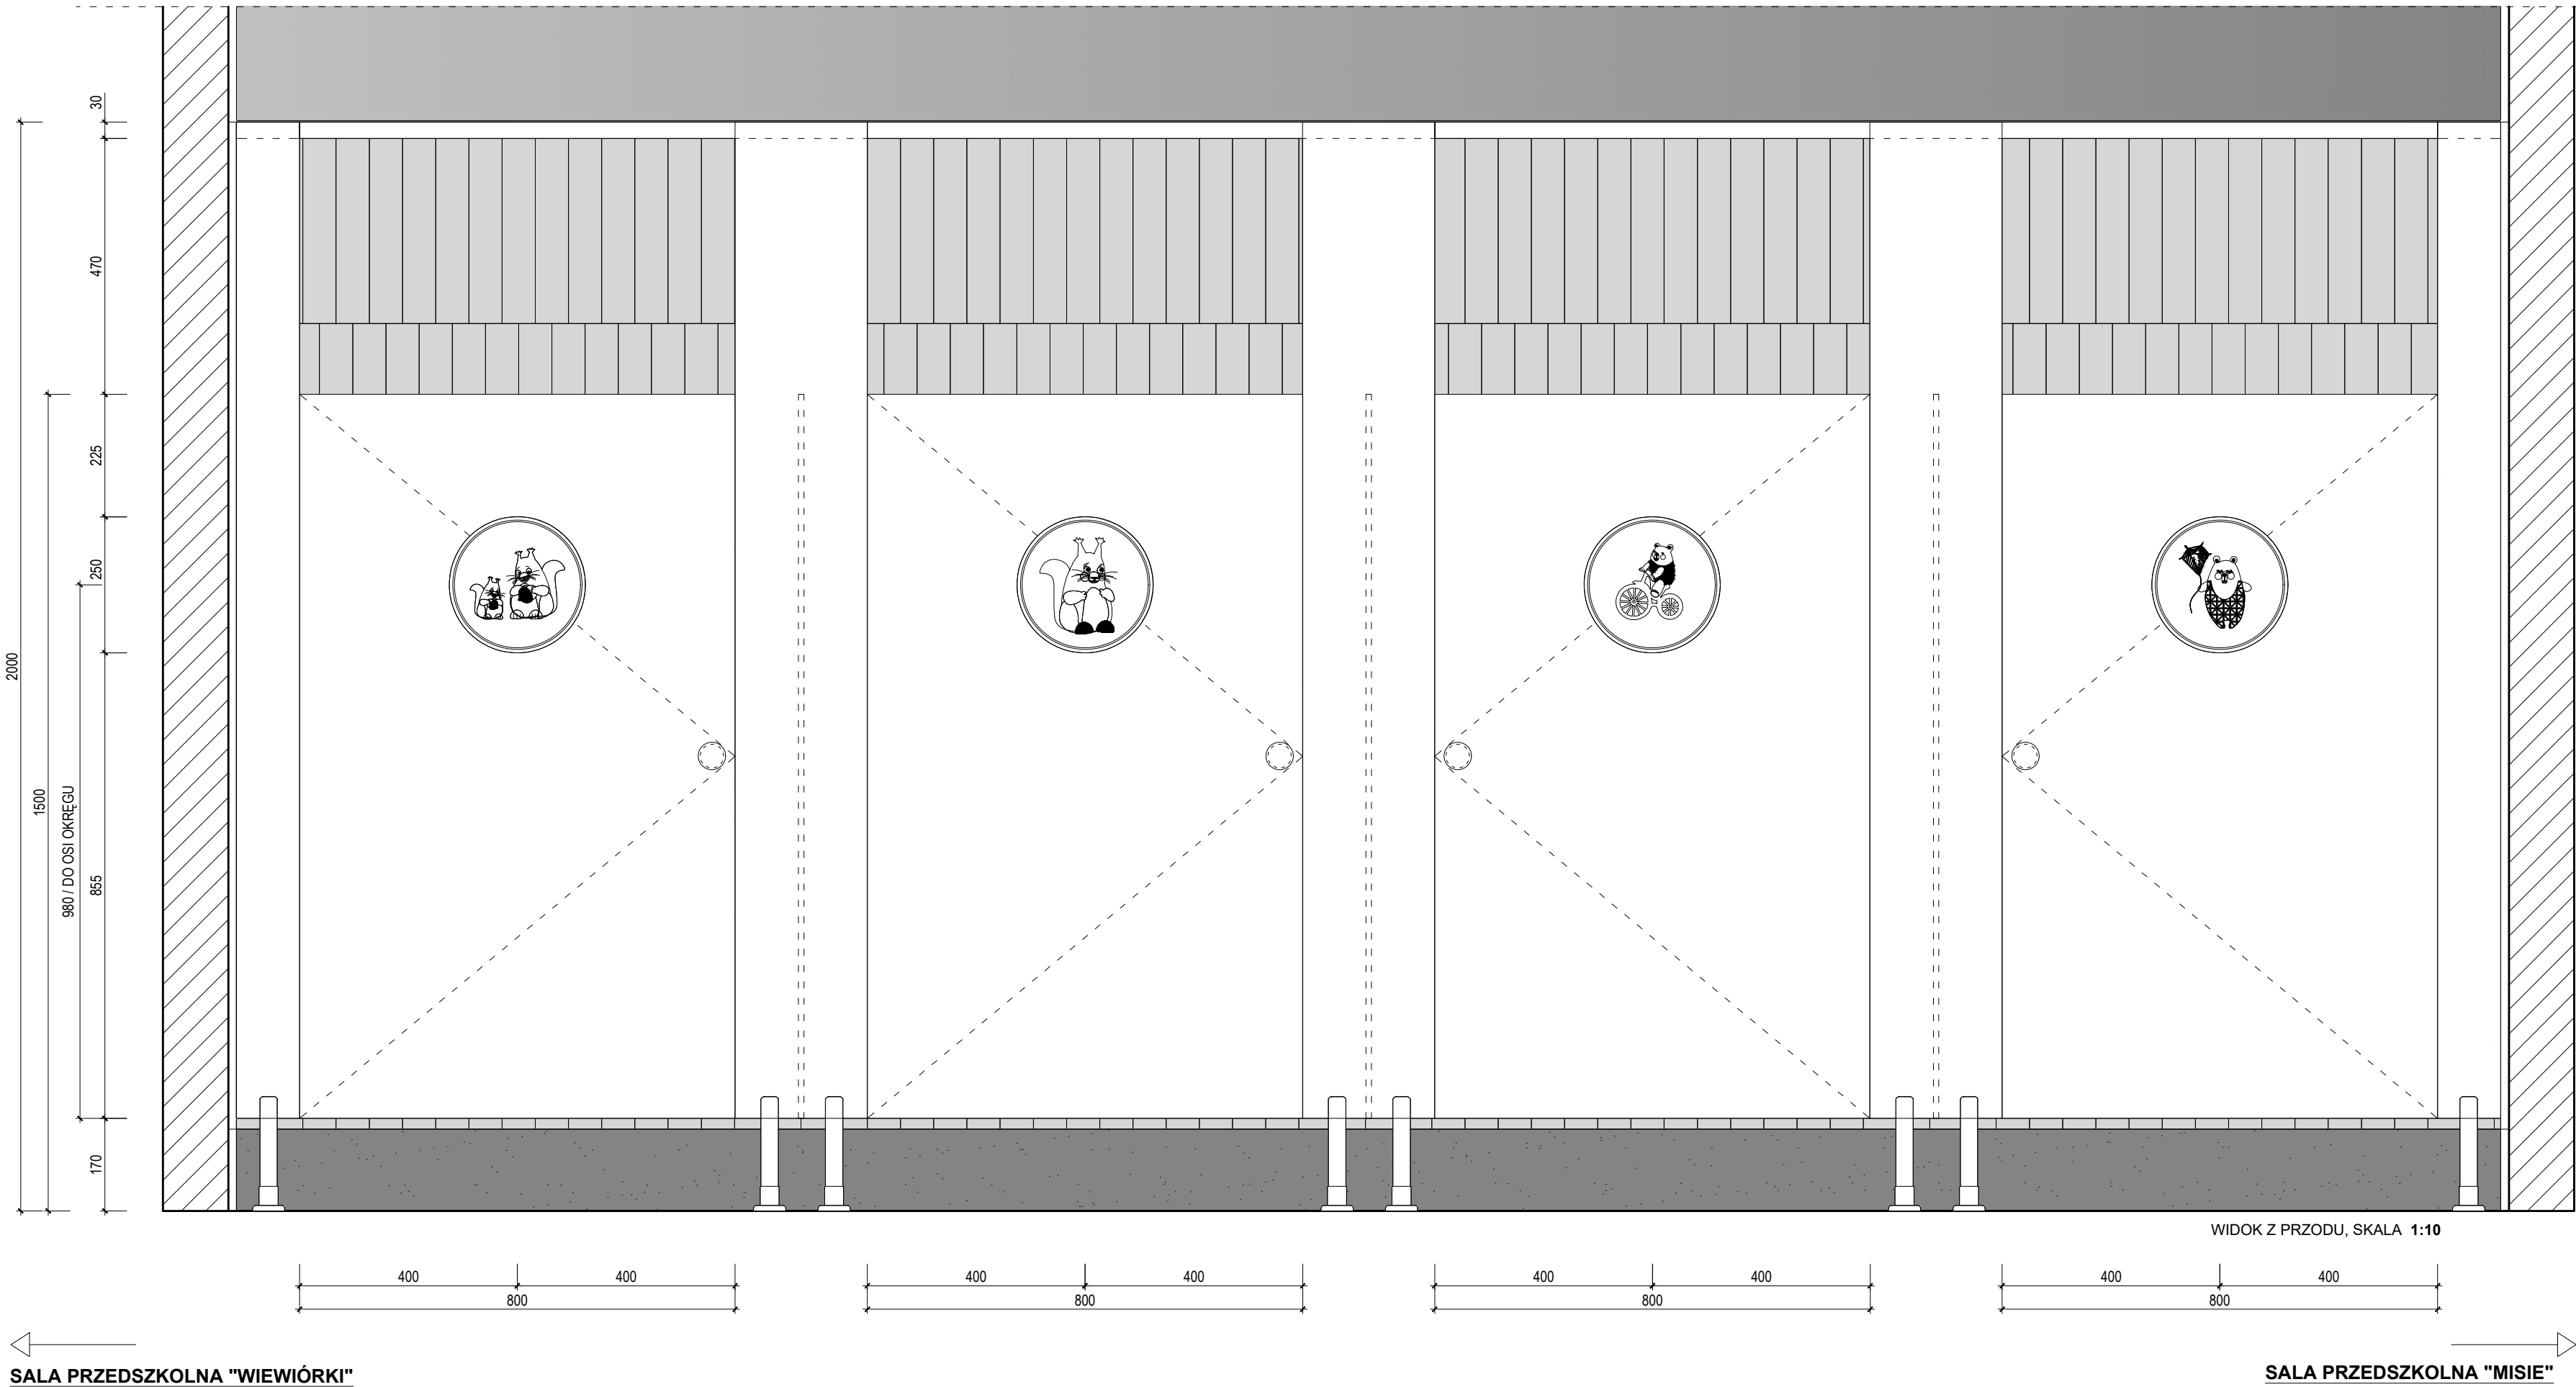 30
470
225
250
2000
1500
980 / DO OSI OKRĘGU
855
170
WIDOK Z PRZODU, SKALA 1:10
400 400 400 400 400 400 400 400
800 800 800 800
SALA PRZEDSZKOLNA "WIEWIÓRKI"
SALA PRZEDSZKOLNA "MISIE"